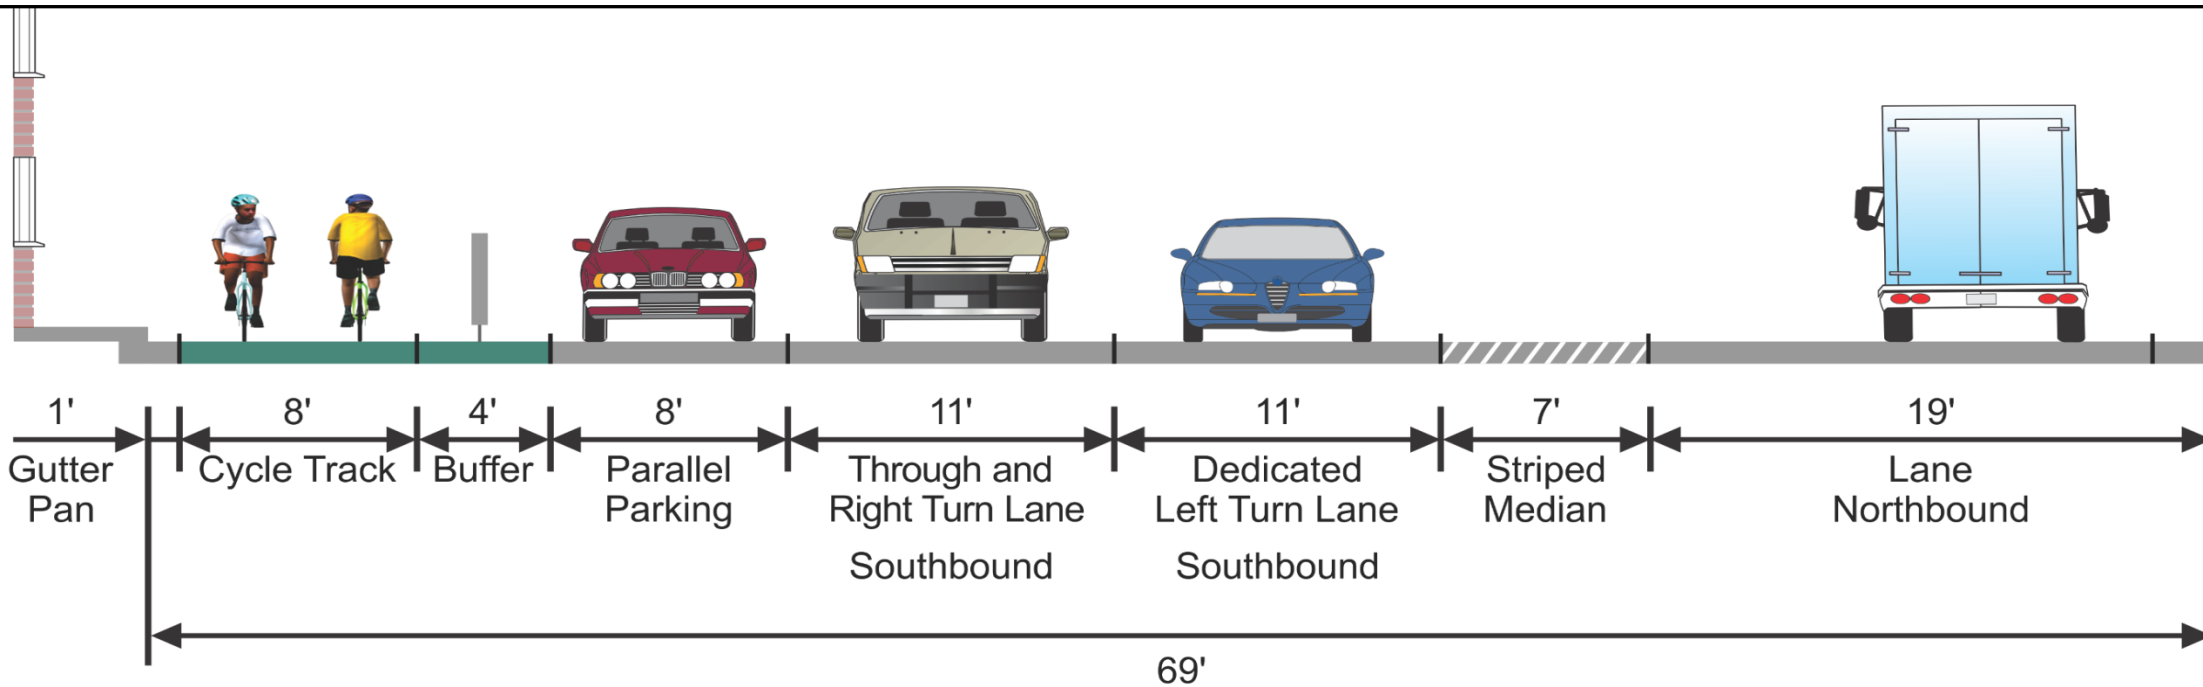 1' 8' 4' 8' 11' 11' 7' 19'
Gutter Cycle Track Buffer Parallel Through and Dedicated Striped Lane
Pan Parking Right Turn Lane Left Turn Lane Median Northbound
Southbound Southbound
69'